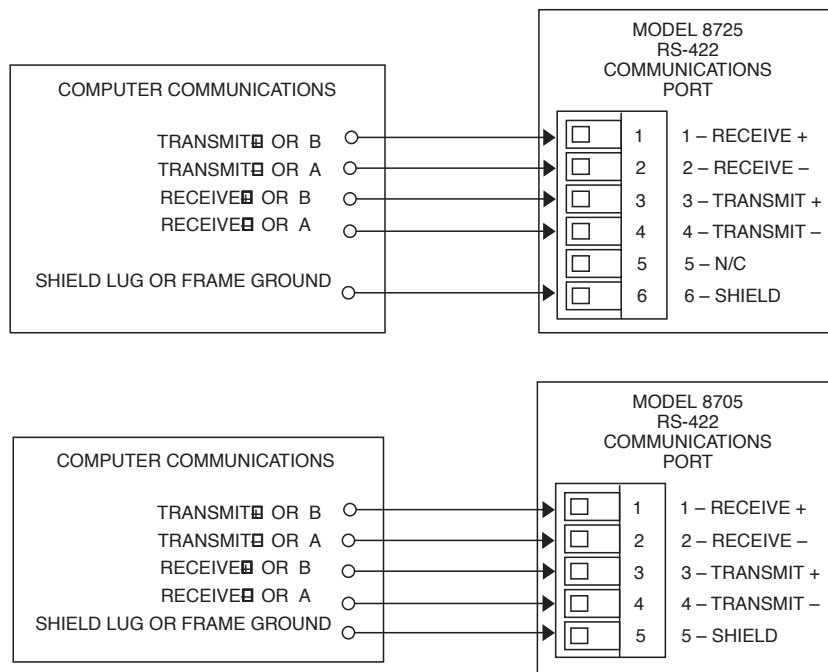 MODEL 8725
RS-422
COMMUNICATIONS
PORT
COMPUTER COMMUNICATIONS
TRANSMIT+ OR B
TRANSMIT– OR A
RECEIVE+ OR B
RECEIVE– OR A
SHIELD LUG OR FRAME GROUND
1 1 – RECEIVE +
2 2 – RECEIVE –
3 3 – TRANSMIT +
4 4 – TRANSMIT –
5 5 – N/C
6 6 – SHIELD
MODEL 8705
RS-422
COMMUNICATIONS
PORT
COMPUTER COMMUNICATIONS
TRANSMIT+ OR B
TRANSMIT– OR A
RECEIVE+ OR B
RECEIVE– OR A
SHIELD LUG OR FRAME GROUND
1 1 – RECEIVE +
2 2 – RECEIVE –
3 3 – TRANSMIT +
4 4 – TRANSMIT –
5 5 – SHIELD